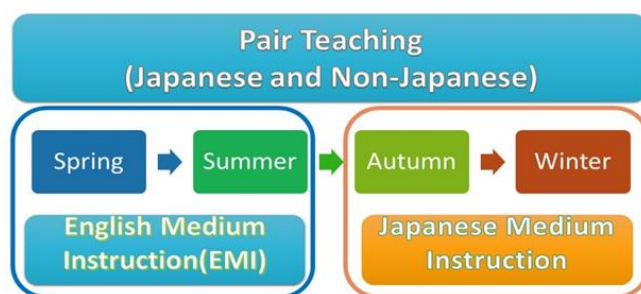 Pair Teaching
(Japanese and Non-Japanese)
Spring
Summer
Autumn
Winter
English Medium
Instruction(EMI)
Japanese Medium
Instruction